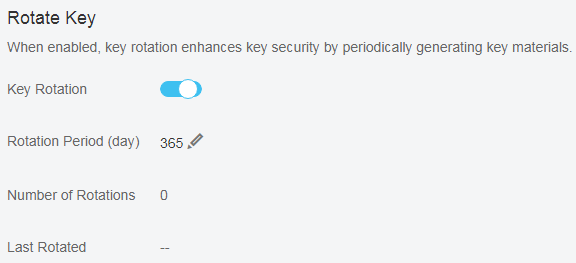 Rotate Key
When enabled, key rotation enhances key security by periodically generating key materials.
Key Rotation
Rotation Period (day) 365
Number of Rotations 0
Last Rotated --